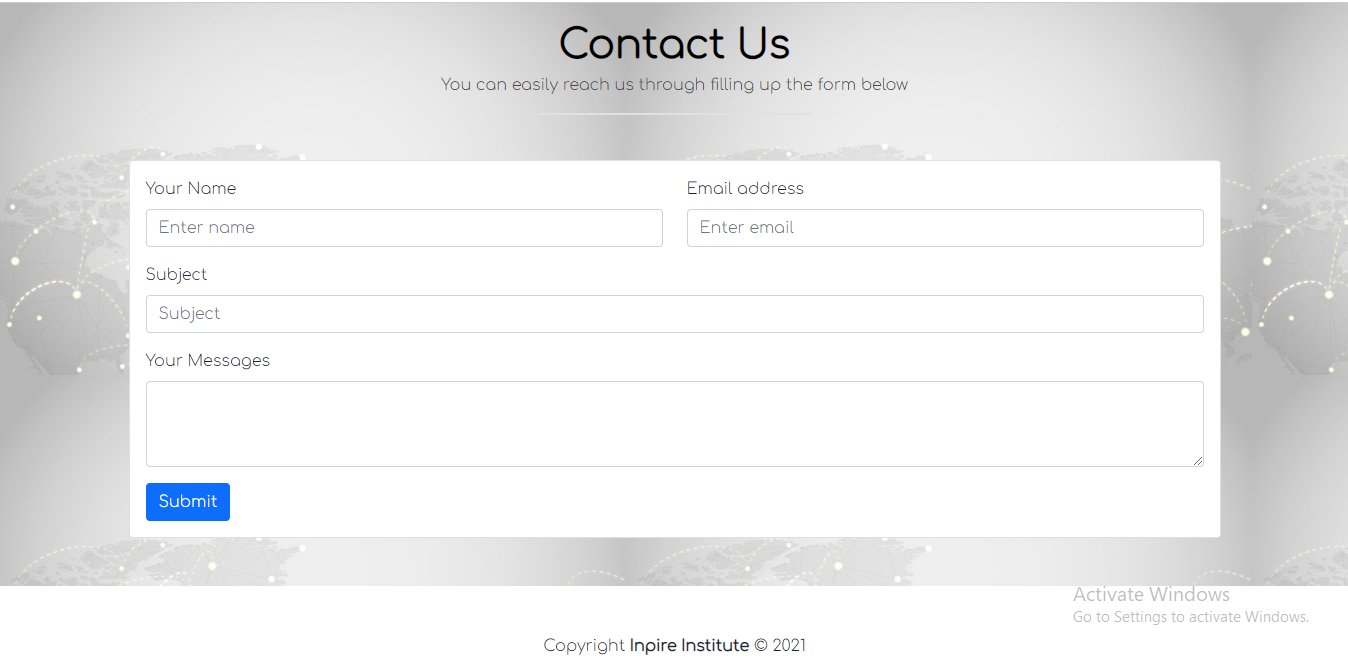 Contact Us
You can easily reach us through filling up the form below
Your Name
Email address
Enter name
Enter email
Subject
Subject
Your Messages
Submit
Activate Windows
Go to Settings to activate Windows.
Copyright Inpire Institute © 2021